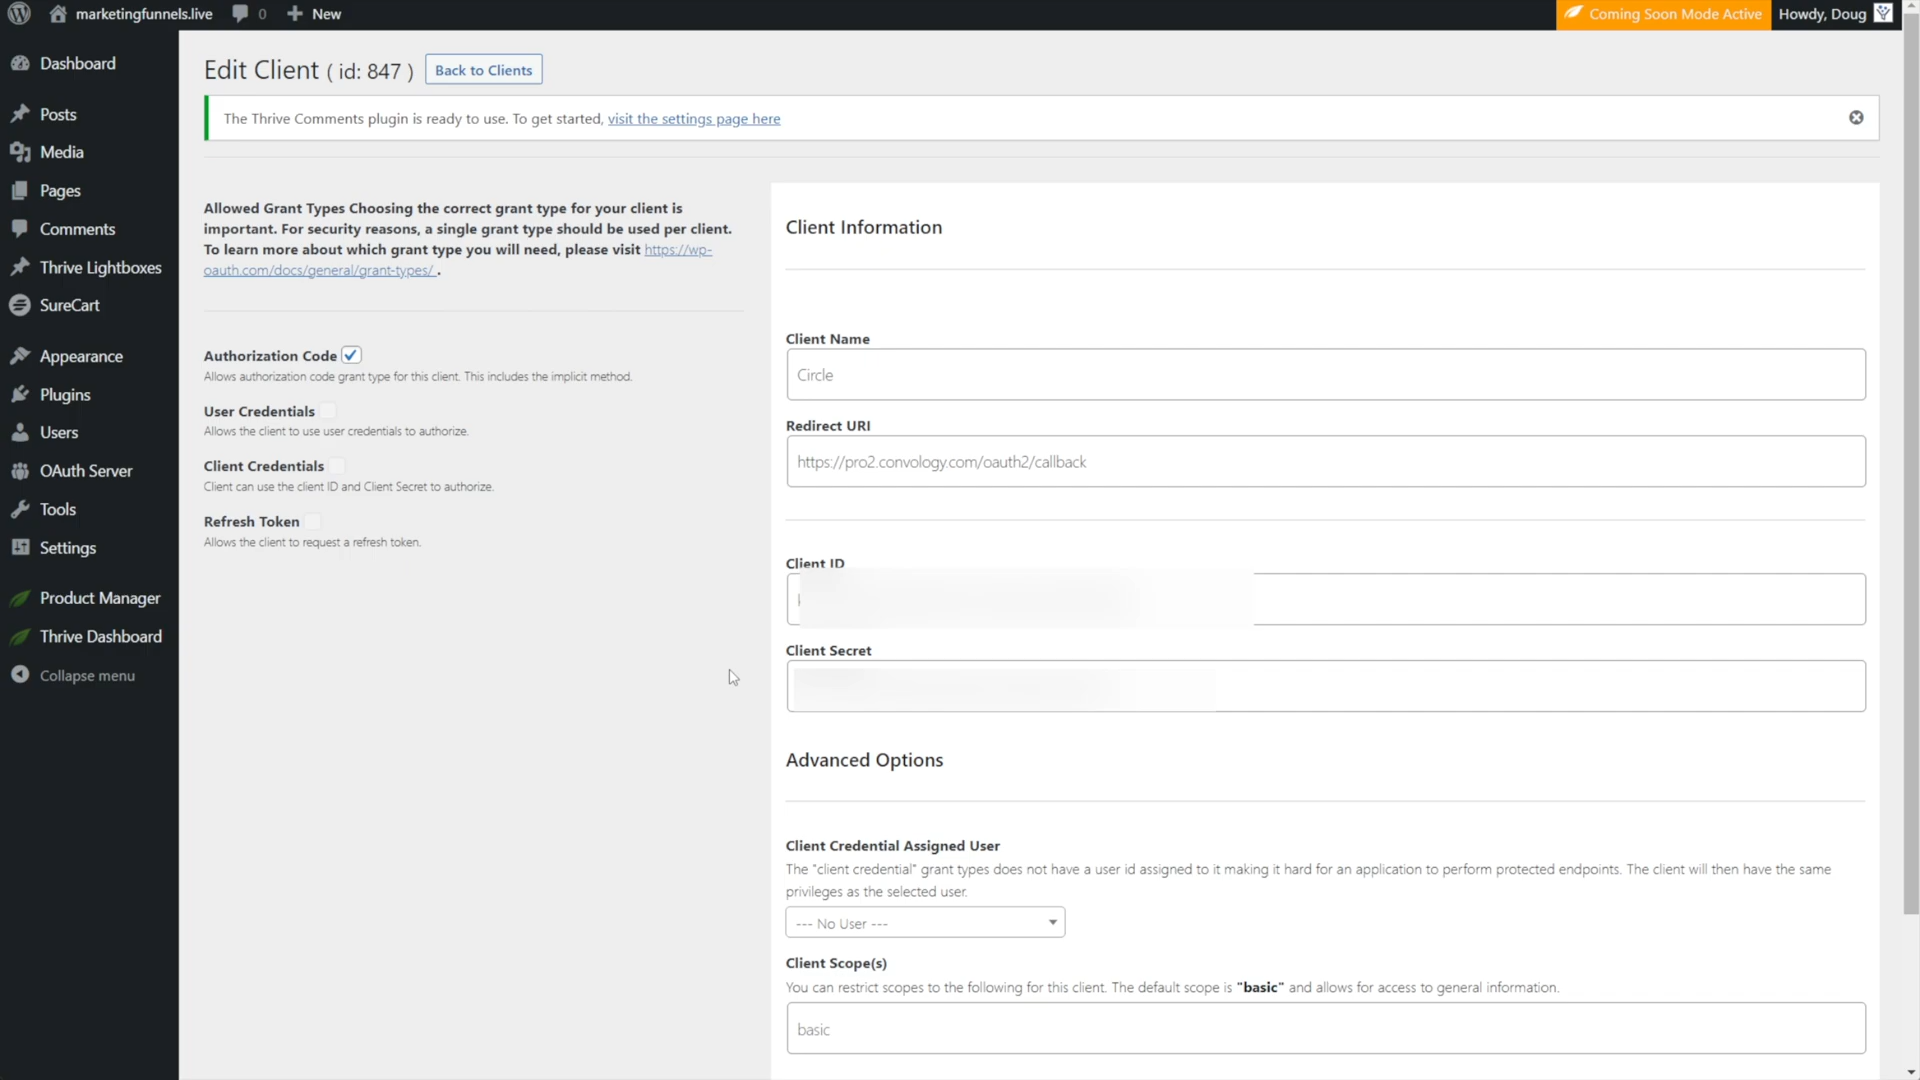 marketingfunnels.live
0
New
Coming Soon Mode Active
Howdy, Doug
Dashboard
Posts
Media
Pages
Comments
Thrive Lightboxes
SureCart
Appearance
Plugins
Users
OAuth Server
Tools
Settings
Product Manager
Thrive Dashboard
Collapse menu
Edit Client ( id: 847 )
Back to Clients
The Thrive Comments plugin is ready to use. To get started, visit the settings page here
Allowed Grant Types Choosing the correct grant type for your client is
important. For security reasons, a single grant type should be used per client.
To learn more about which grant type you will need, please visit https://wp-
oauth.com/docs/general/grant-types/ .
Authorization Code
Allows authorization code grant type for this client. This includes the implicit method.
User Credentials
Allows the client to use user credentials to authorize.
Client Credentials
Client can use the client ID and Client Secret to authorize.
Refresh Token
Allows the client to request a refresh token.
Client Information
Client Name
Circle
Redirect URI
https://pro2.convology.com/oauth2/callback
Client ID
Client Secret
Advanced Options
Client Credential Assigned User
The "client credential" grant types does not have a user id assigned to it making it hard for an application to perform protected endpoints. The client will then have the same
privileges as the selected user.
--- No User ---
Client Scope(s)
You can restrict scopes to the following for this client. The default scope is "basic" and allows for access to general information.
basic